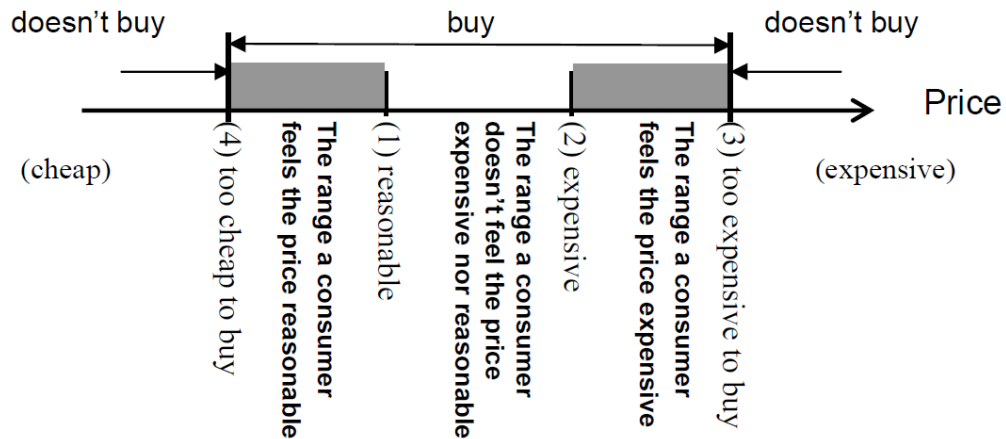 doesn't buy
buy
doesn't buy
Price
(cheap)
(expensive)
(4) too cheap to buy
The range a consumer
feels the price reasonable
(1) reasonable
The range a consumer
doesn't feel the price
expensive nor reasonable
(2) expensive
The range a consumer
feels the price expensive
(3) too expensive to buy